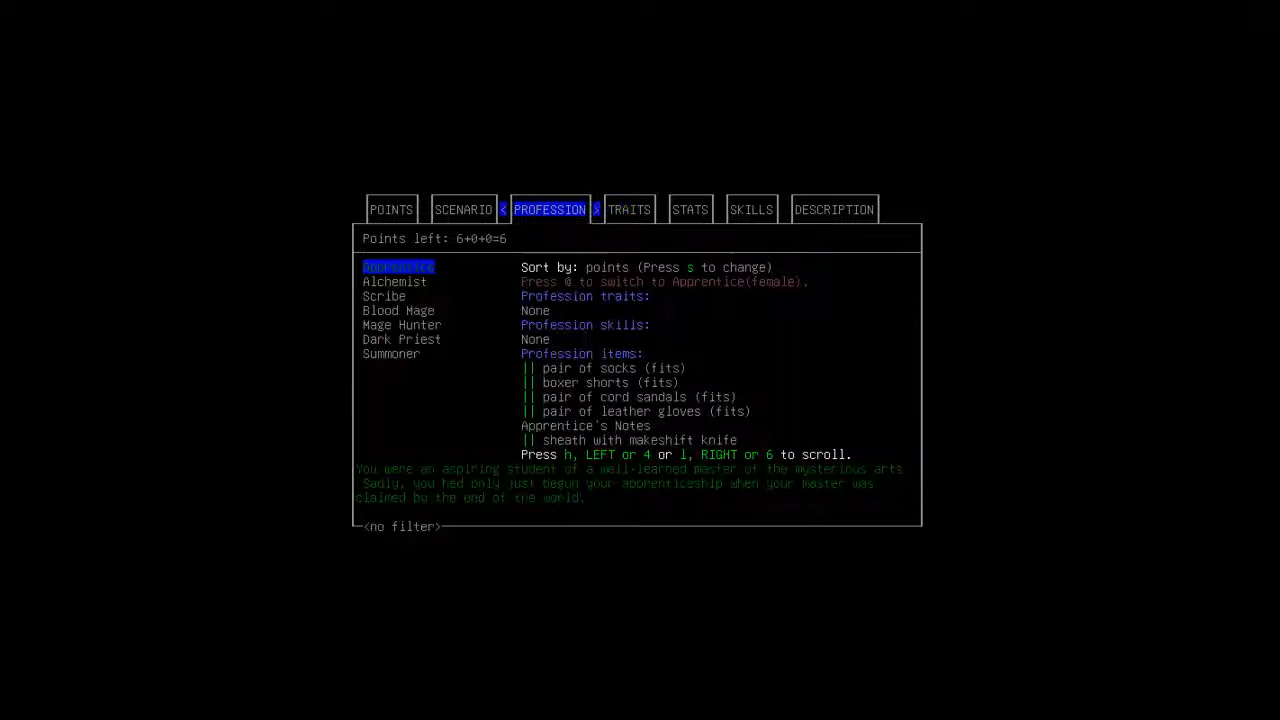 POINTS SCENARIO < PROFESSION > TRAITS STATS SKILLS DESCRIPTION
Points left: 6+0+0=6
Apprentice Sort by: points (Press s to change)
Alchemist Press @ to switch to Apprentice(female).
Scribe Profession traits:
Blood Mage None
Mage Hunter Profession skills:
Dark Priest None
Summoner Profession items:
|| pair of socks (fits)
|| boxer shorts (fits)
|| pair of cord sandals (fits)
|| pair of leather gloves (fits)
Apprentice's Notes
|| sheath with makeshift knife
Press h, LEFT or 4 or l, RIGHT or 6 to scroll.
You were an aspiring student of a well-learned master of the mysterious arts
Sadly, you had only just begun your apprenticeship when your master was
claimed by the end of the world.
<no filter>